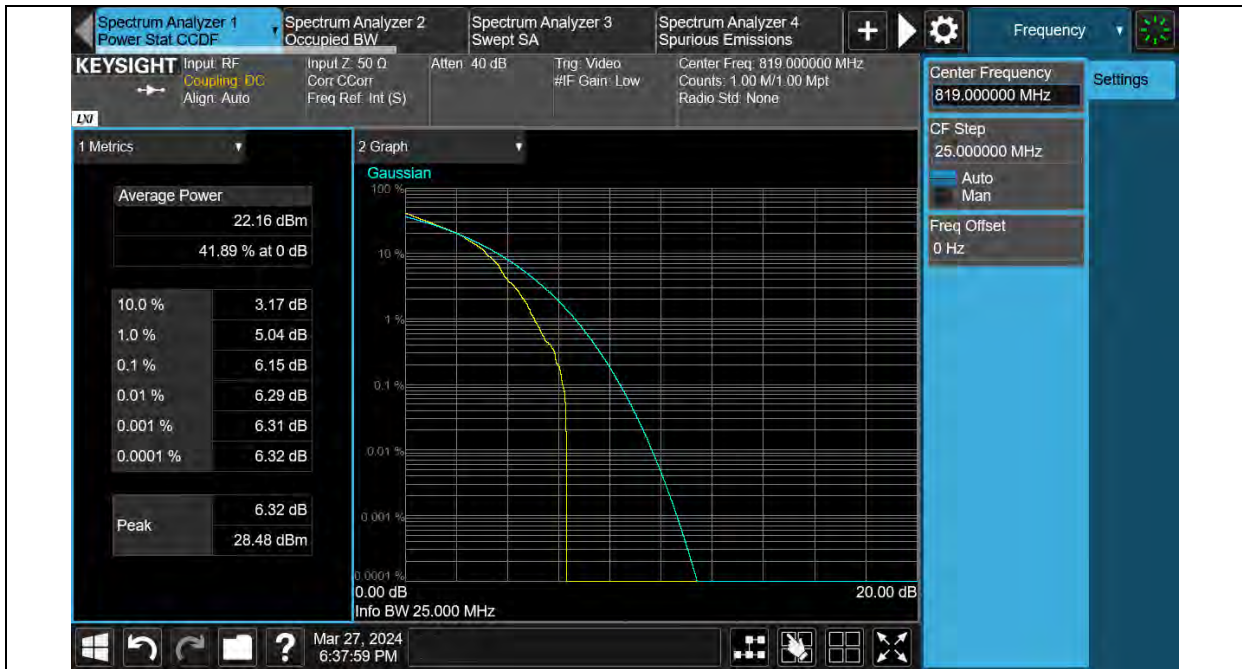 Spectrum Analyzer 1
Power Stat CCDF
Spectrum Analyzer 2
Occupied BW
Spectrum Analyzer 3
Swept SA
Spectrum Analyzer 4
Spurious Emissions
Frequency
KEYSIGHT
LXI
Input: RF
Coupling: DC
Align: Auto
Input Z: 50 Ω
Corr CCorr
Freq Ref: Int (S)
Atten: 40 dB
Trig: Video
#IF Gain: Low
Center Freq: 819.000000 MHz
Counts: 1.00 M/1.00 Mpt
Radio Std: None
Center Frequency
819.000000 MHz
Settings
CF Step
25.000000 MHz
Auto
Man
Freq Offset
0 Hz
1 Metrics
Average Power
22.16 dBm
41.89 % at 0 dB
10.0 % 3.17 dB
1.0 % 5.04 dB
0.1 % 6.15 dB
0.01 % 6.29 dB
0.001 % 6.31 dB
0.0001 % 6.32 dB
Peak
6.32 dB
28.48 dBm
2 Graph
Gaussian
100 %
10 %
1 %
0.1 %
0.01 %
0.001 %
0.0001 %
0.00 dB 20.00 dB
Info BW 25.000 MHz
?
Mar 27, 2024
6:37:59 PM